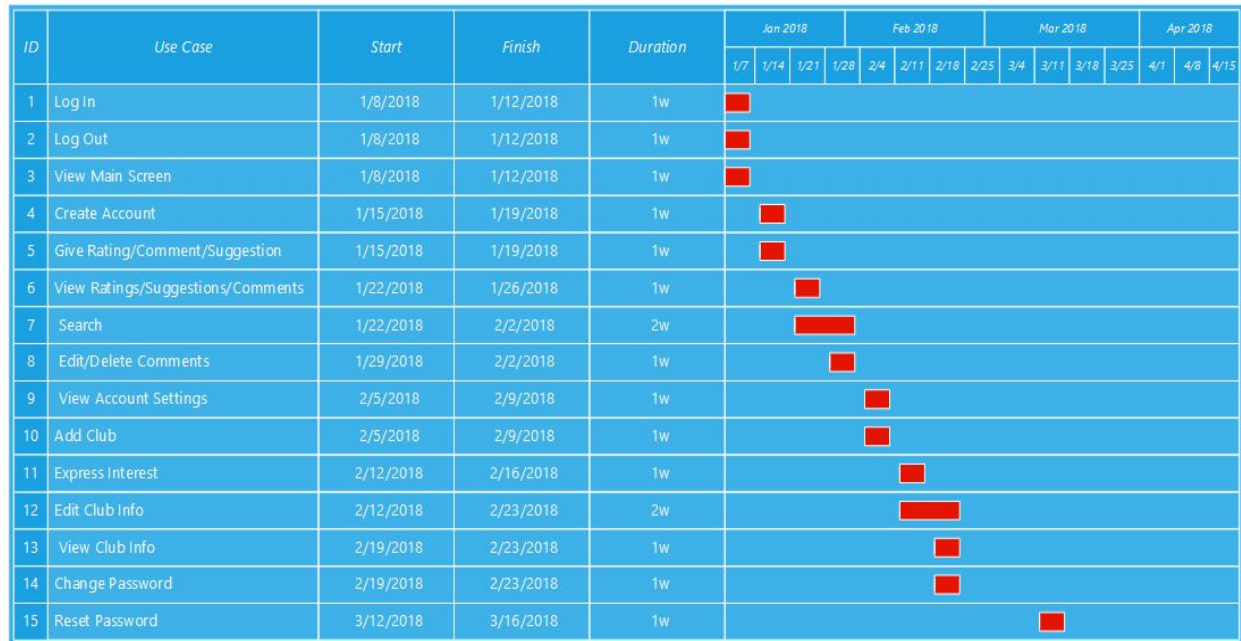 ID Use Case Start Finish Duration Jan 2018 Feb 2018 Mar 2018 Apr 2018
1/7 1/14 1/21 1/28 2/4 2/11 2/18 2/25 3/4 3/11 3/18 3/25 4/1 4/8 4/15
1 Log In 1/8/2018 1/12/2018 1w
2 Log Out 1/8/2018 1/12/2018 1w
3 View Main Screen 1/8/2018 1/12/2018 1w
4 Create Account 1/15/2018 1/19/2018 1w
5 Give Rating/Comment/Suggestion 1/15/2018 1/19/2018 1w
6 View Ratings/Suggestions/Comments 1/22/2018 1/26/2018 1w
7 Search 1/22/2018 2/2/2018 2w
8 Edit/Delete Comments 1/29/2018 2/2/2018 1w
9 View Account Settings 2/5/2018 2/9/2018 1w
10 Add Club 2/5/2018 2/9/2018 1w
11 Express Interest 2/12/2018 2/16/2018 1w
12 Edit Club Info 2/12/2018 2/23/2018 2w
13 View Club Info 2/19/2018 2/23/2018 1w
14 Change Password 2/19/2018 2/23/2018 1w
15 Reset Password 3/12/2018 3/16/2018 1w